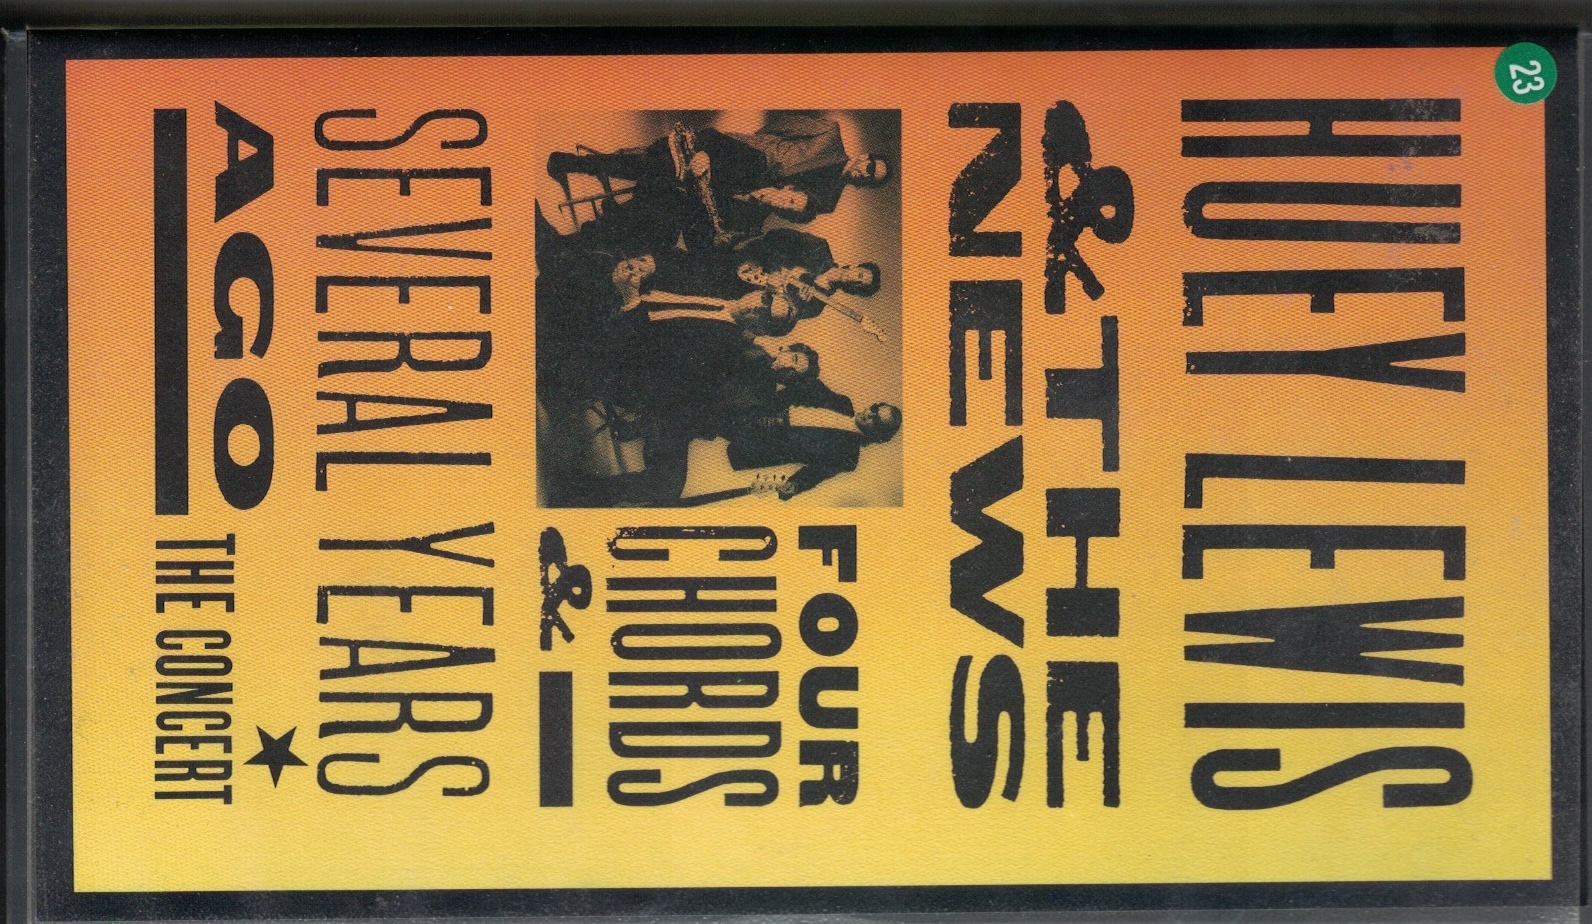 23
HUEY LEWIS
& THE
NEWS
FOUR
CHORDS
&
SEVERAL YEARS
AGO
THE CONCERT